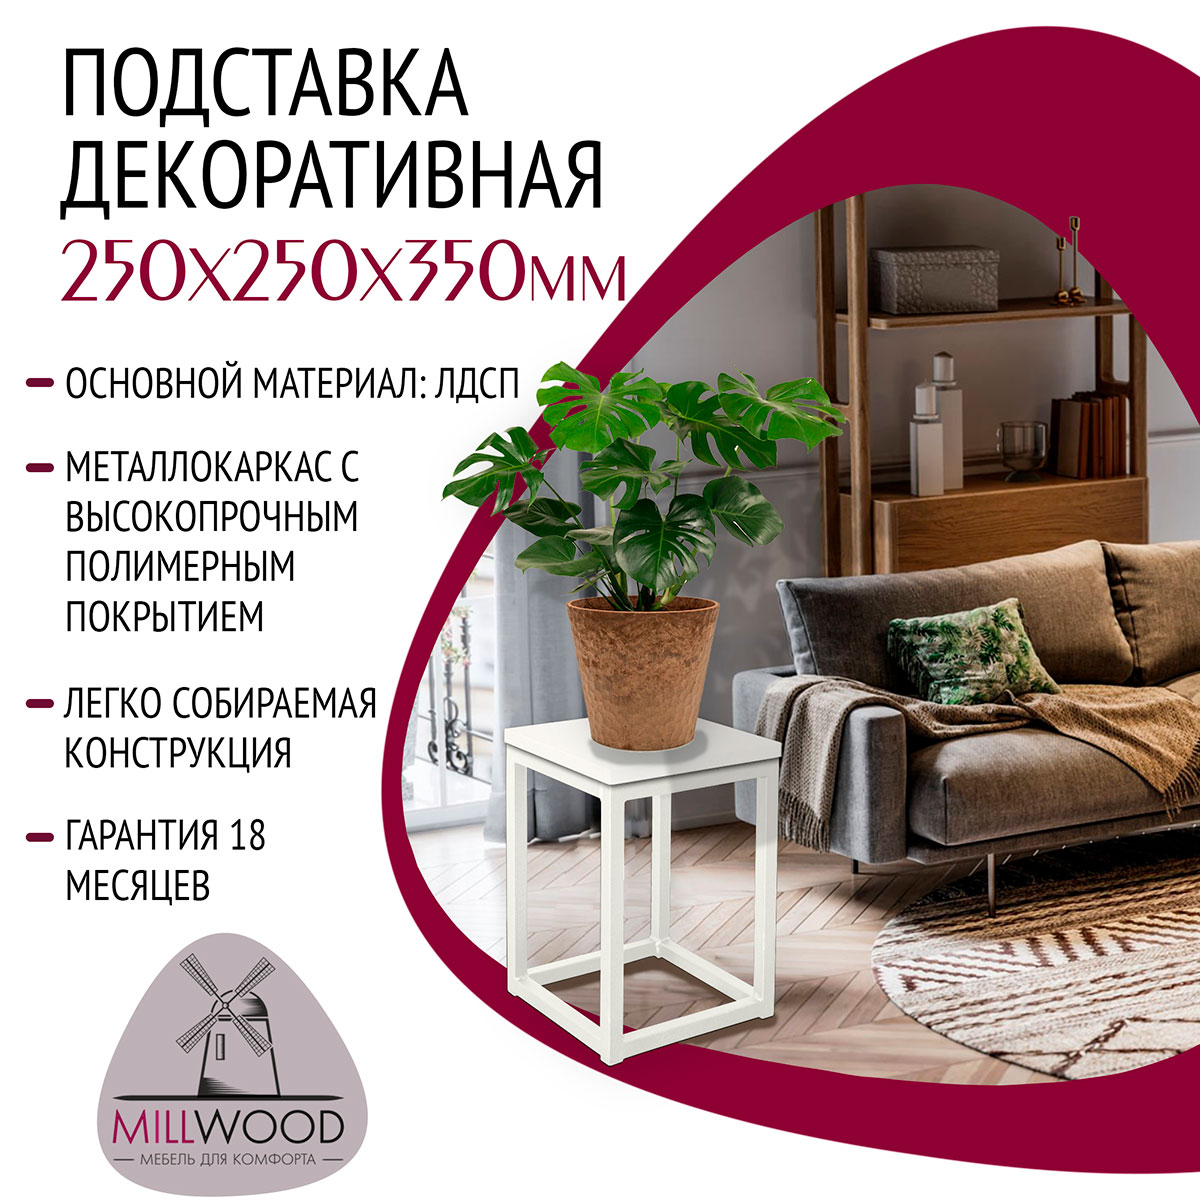 ПОДСТАВКА
ДЕКОРАТИВНАЯ
250х250х350мм
ОСНОВНОЙ МАТЕРИАЛ: ЛДСП
МЕТАЛЛОКАРКАС С
ВЫСОКОПРОЧНЫМ
ПОЛИМЕРНЫМ
ПОКРЫТИЕМ
ЛЕГКО СОБИРАЕМАЯ
КОНСТРУКЦИЯ
ГАРАНТИЯ 18
МЕСЯЦЕВ
MILLWOOD
МЕБЕЛЬ ДЛЯ КОМФОРТА